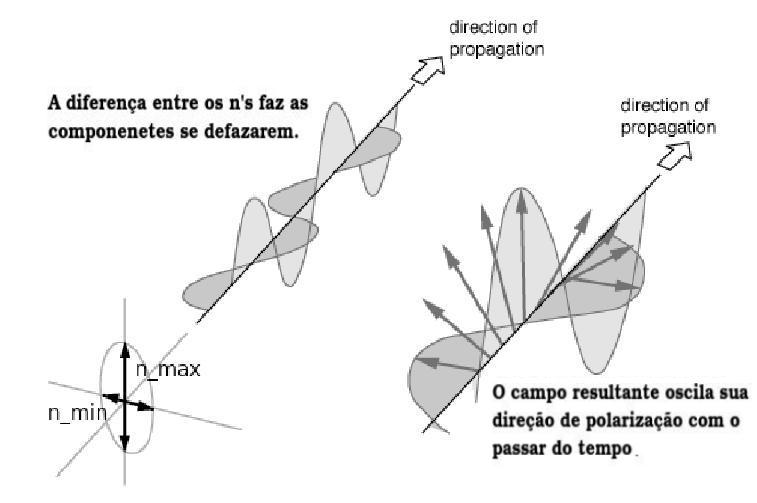 direction of
propagation
A diferença entre os n's faz as
componenetes se defazarem.
direction of
propagation
n_max
n_min
O campo resultante oscila sua
direção de polarização com o
passar do tempo.